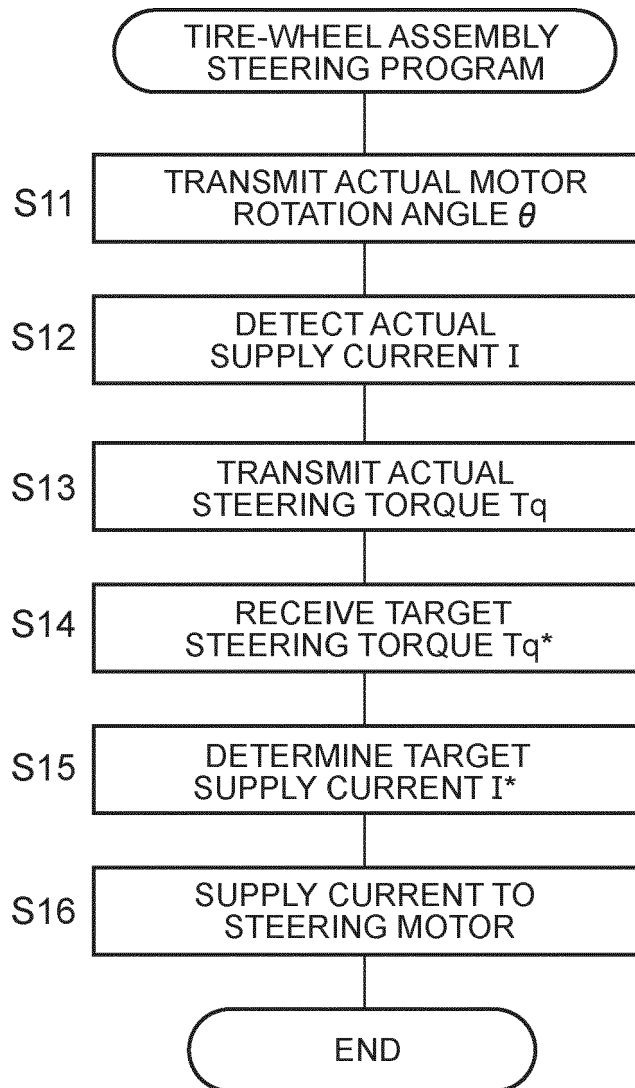 TIRE-WHEEL ASSEMBLY
STEERING PROGRAM
S11
TRANSMIT ACTUAL MOTOR
ROTATION ANGLE θ
S12
DETECT ACTUAL
SUPPLY CURRENT I
S13
TRANSMIT ACTUAL
STEERING TORQUE Tq
S14
RECEIVE TARGET
STEERING TORQUE Tq*
S15
DETERMINE TARGET
SUPPLY CURRENT I*
S16
SUPPLY CURRENT TO
STEERING MOTOR
END